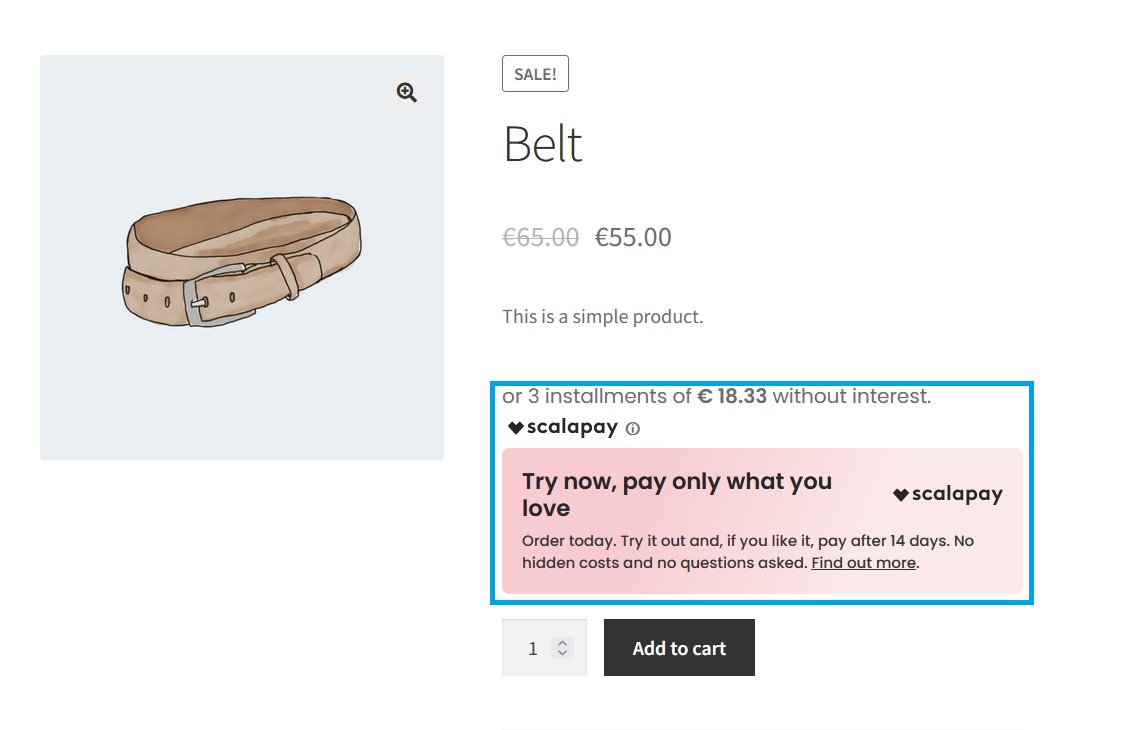 SALE!
Belt
€65.00 €55.00
This is a simple product.
or 3 installments of € 18.33 without interest.
scalapay
Try now, pay only what you
love
scalapay
Order today. Try it out and, if you like it, pay after 14 days. No
hidden costs and no questions asked. Find out more.
1
Add to cart